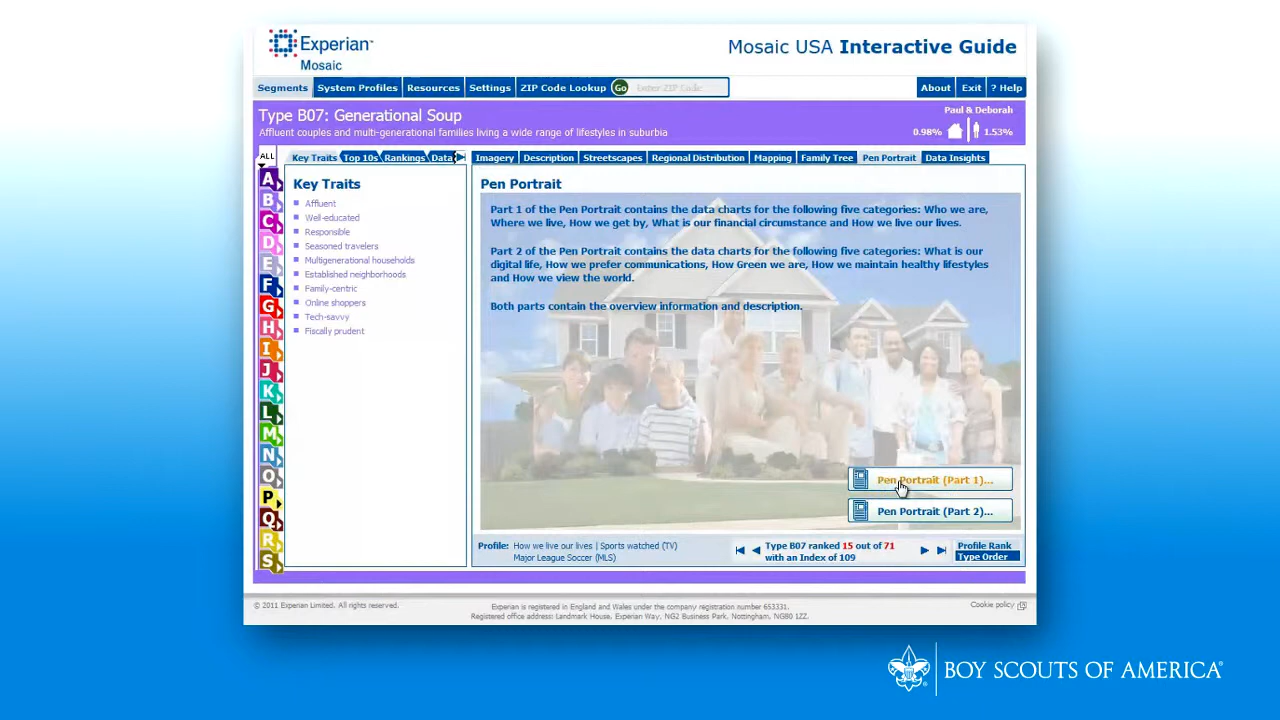 Experian™
Mosaic
Mosaic USA Interactive Guide
Segments System Profiles Resources Settings ZIP Code Lookup Go Enter ZIP Code About Exit ? Help
Type B07: Generational Soup
Affluent couples and multi-generational families living a wide range of lifestyles in suburbia
Paul & Deborah
0.98% 1.53%
ALL
Key Traits Top 10s Rankings Data
Imagery Description Streetscapes Regional Distribution Mapping Family Tree Pen Portrait Data Insights
A
B
C
D
E
F
G
H
I
J
K
L
M
N
O
P
Q
R
S
Key Traits
Affluent
Well-educated
Responsible
Seasoned travelers
Multigenerational households
Established neighborhoods
Family-centric
Online shoppers
Tech-savvy
Fiscally prudent
Pen Portrait
Part 1 of the Pen Portrait contains the data charts for the following five categories: Who we are,
Where we live, How we get by, What is our financial circumstance and How we live our lives.
Part 2 of the Pen Portrait contains the data charts for the following five categories: What is our
digital life, How we prefer communications, How Green we are, How we maintain healthy lifestyles
and How we view the world.
Both parts contain the overview information and description.
Pen Portrait (Part 1)...
Pen Portrait (Part 2)...
Profile: How we live our lives | Sports watched (TV)
Major League Soccer (MLS)
Type B07 ranked 15 out of 71
with an Index of 109
Profile Rank
Type Order
© 2011 Experian Limited. All rights reserved.
Experian is registered in England and Wales under the company registration number 653331.
Registered office address: Landmark House, Experian Way, NG2 Business Park, Nottingham, NG80 1ZZ.
Cookie policy
BOY SCOUTS OF AMERICA®